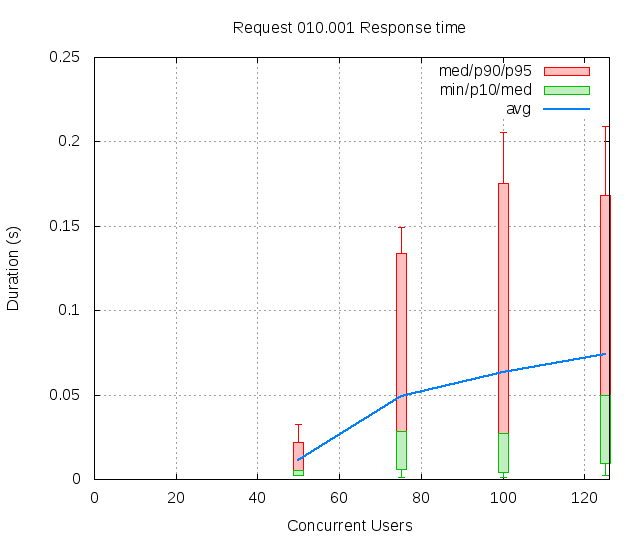 Request 010.001 Response time
0.25
0.2
0.15
0.1
0.05
0
Duration (s)
med/p90/p95
min/p10/med
avg
0 20 40 60 80 100 120
Concurrent Users